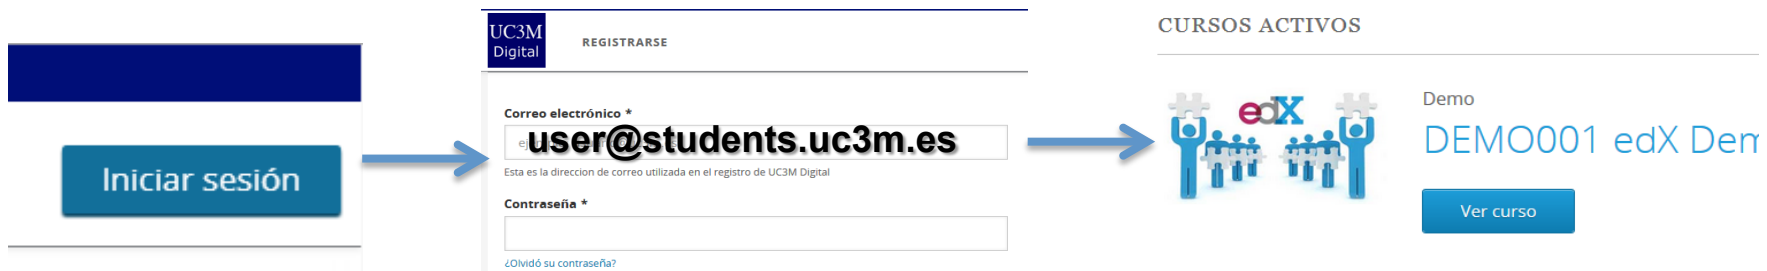 Iniciar sesión
UC3M
Digital
REGISTRARSE
Correo electrónico *
user@students.uc3m.es
Esta es la direccion de correo utilizada en el registro de UC3M Digital
Contraseña *
¿Olvidó su contraseña?
CURSOS ACTIVOS
edX
Demo
DEMO001 edX Dem
Ver curso